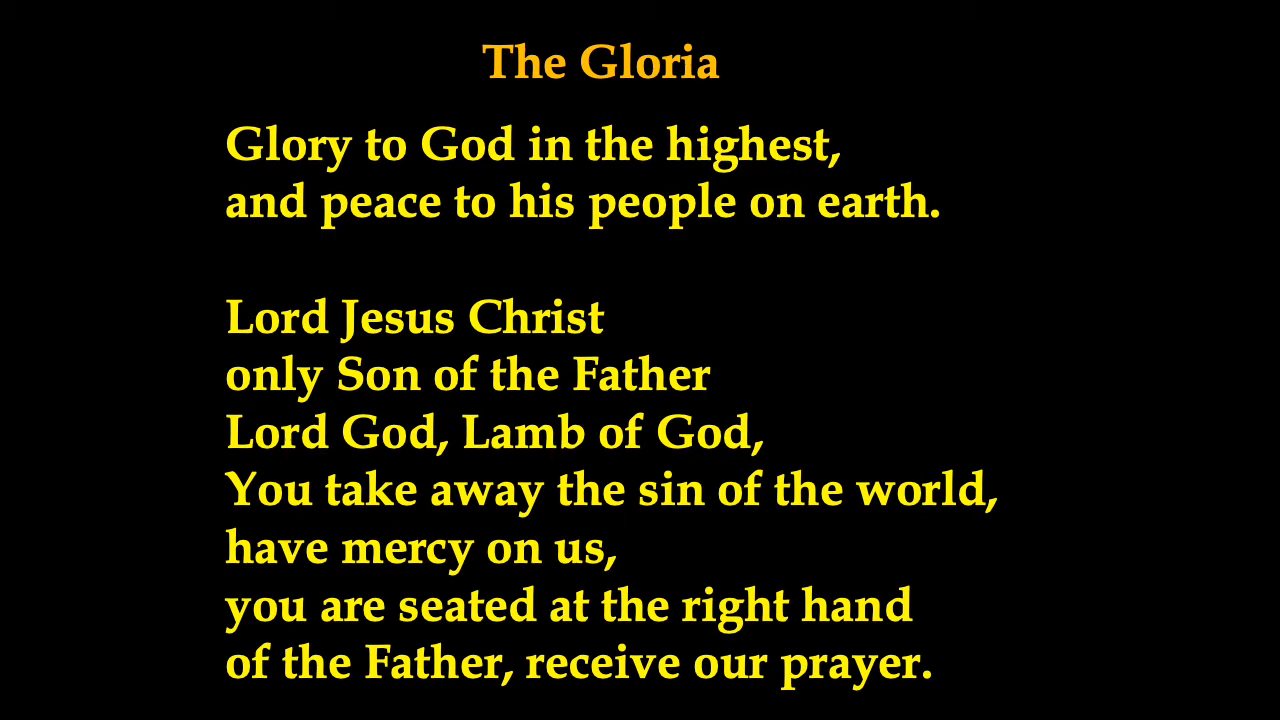 The Gloria
Glory to God in the highest,
and peace to his people on earth.
Lord Jesus Christ
only Son of the Father
Lord God, Lamb of God,
You take away the sin of the world,
have mercy on us,
you are seated at the right hand
of the Father, receive our prayer.